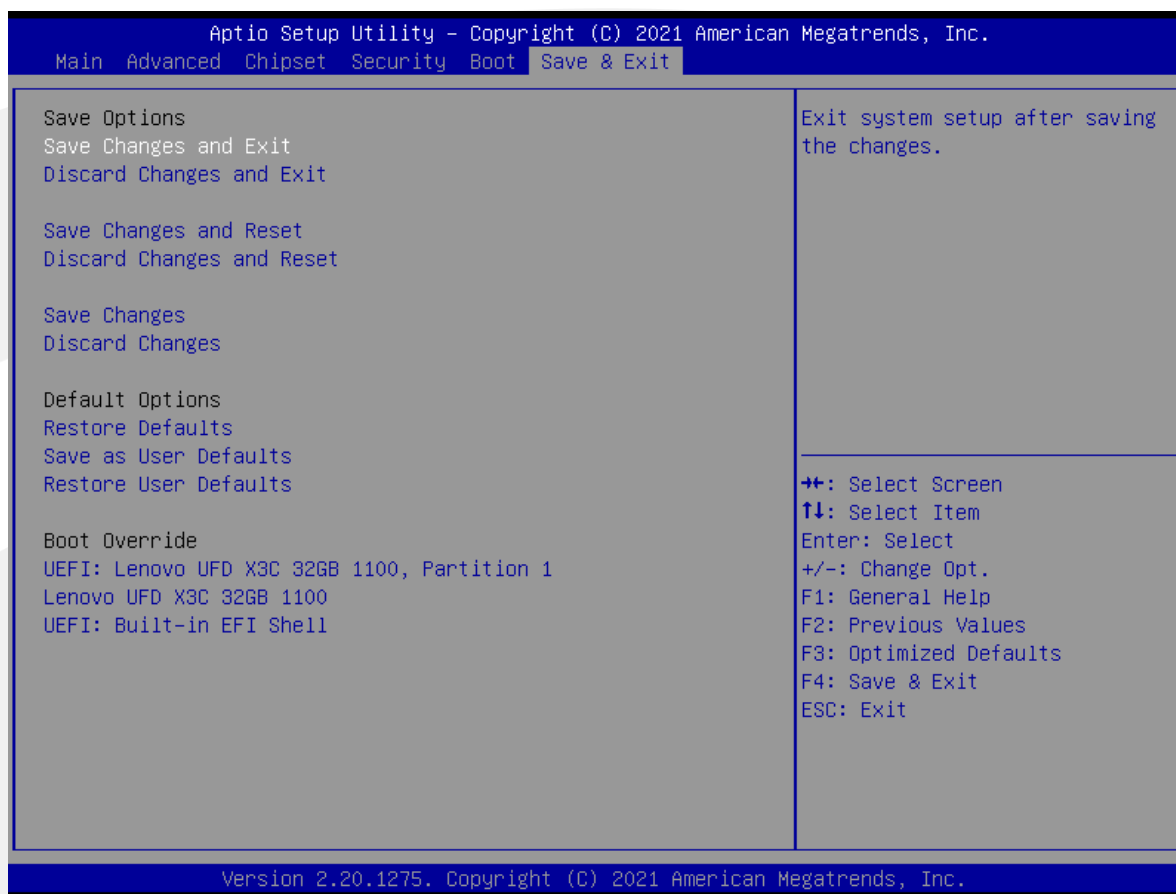 Aptio Setup Utility – Copyright (C) 2021 American Megatrends, Inc.
Main Advanced Chipset Security Boot Save & Exit
Save Options
Save Changes and Exit
Discard Changes and Exit
Save Changes and Reset
Discard Changes and Reset
Save Changes
Discard Changes
Default Options
Restore Defaults
Save as User Defaults
Restore User Defaults
Boot Override
UEFI: Lenovo UFD X3C 32GB 1100, Partition 1
Lenovo UFD X3C 32GB 1100
UEFI: Built-in EFI Shell
Exit system setup after saving
the changes.
→←: Select Screen
↑↓: Select Item
Enter: Select
+/-: Change Opt.
F1: General Help
F2: Previous Values
F3: Optimized Defaults
F4: Save & Exit
ESC: Exit
Version 2.20.1275. Copyright (C) 2021 American Megatrends, Inc.